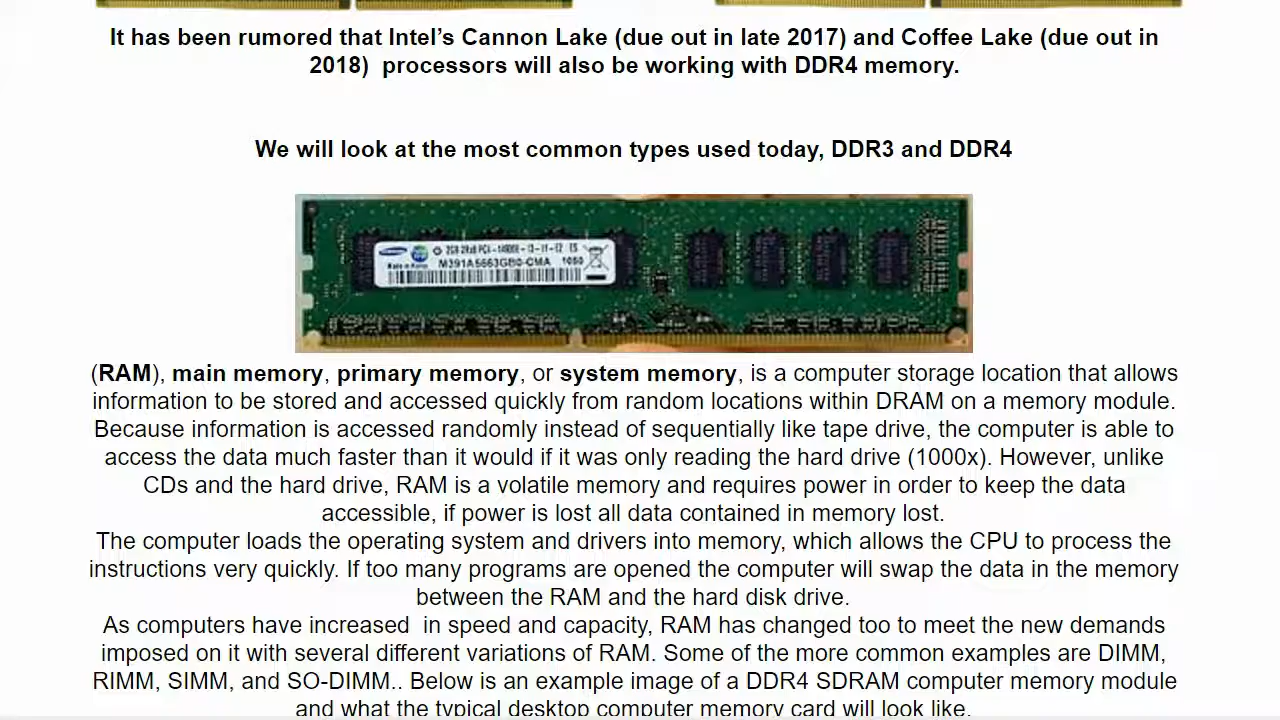 It has been rumored that Intel’s Cannon Lake (due out in late 2017) and Coffee Lake (due out in
2018)  processors will also be working with DDR4 memory.
We will look at the most common types used today, DDR3 and DDR4
M391A5663GB0-CMA
(RAM), main memory, primary memory, or system memory, is a computer storage location that allows
information to be stored and accessed quickly from random locations within DRAM on a memory module.
Because information is accessed randomly instead of sequentially like tape drive, the computer is able to
access the data much faster than it would if it was only reading the hard drive (1000x). However, unlike
CDs and the hard drive, RAM is a volatile memory and requires power in order to keep the data
accessible, if power is lost all data contained in memory lost.
The computer loads the operating system and drivers into memory, which allows the CPU to process the
instructions very quickly. If too many programs are opened the computer will swap the data in the memory
between the RAM and the hard disk drive.
As computers have increased  in speed and capacity, RAM has changed too to meet the new demands
imposed on it with several different variations of RAM. Some of the more common examples are DIMM,
RIMM, SIMM, and SO-DIMM.. Below is an example image of a DDR4 SDRAM computer memory module
and what the typical desktop computer memory card will look like.